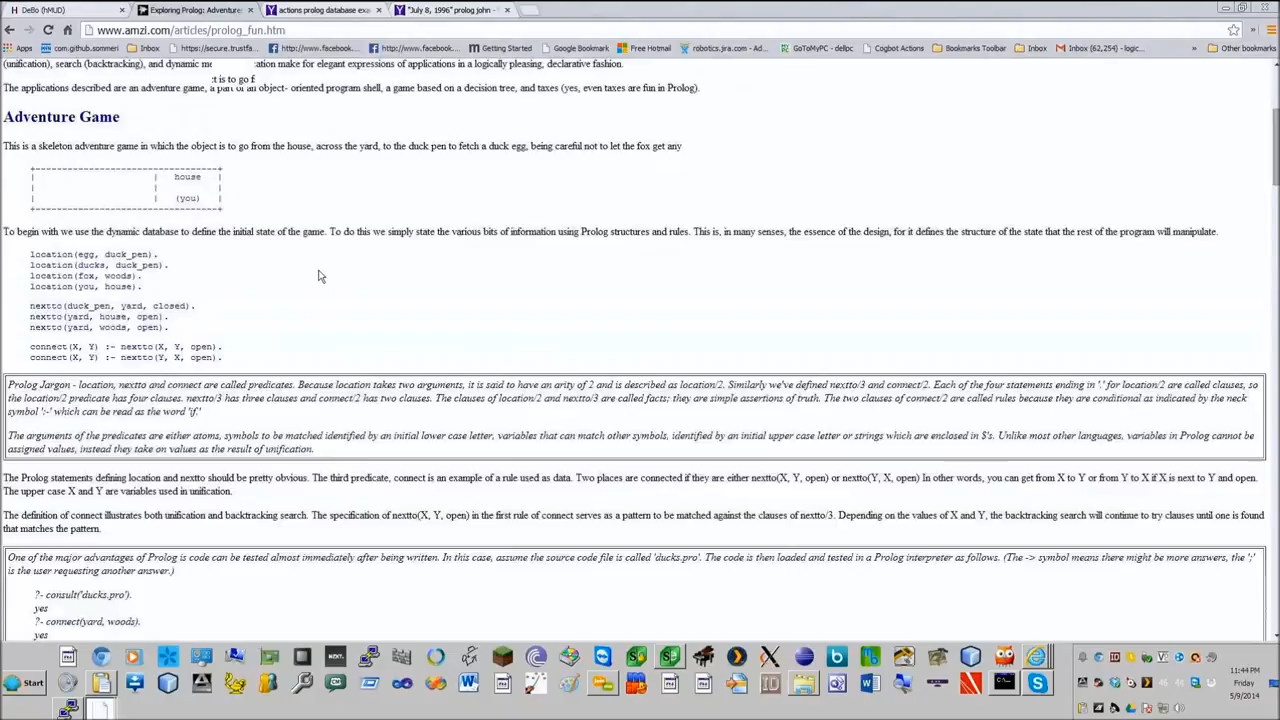 DeBo (hMUD)
Exploring Prolog: Adventure
actions prolog database exa
"July 8, 1996" prolog john -
www.amzi.com/articles/prolog_fun.htm
Apps
com.github.sommeri
Inbox
https://secure.trustfa...
http://www.facebook....
http://www.facebook....
Getting Started
Google Bookmark
Free Hotmail
robotics.jira.com - Das...
GoToMyPC - dellpc
Cogbot Activities
Bookmarks Toolbar
Inbox
Inbox (62,254) - logic...
»
Other bookmarks
(unification), search (backtracking), and dynamic me
ation make for elegant expressions of applications in a logically pleasing, declarative fashion.
t is to go f
The applications described are an adventure game, a part of an object- oriented program shell, a game based on a decision tree, and taxes (yes, even taxes are fun in Prolog).
Adventure Game
This is a skeleton adventure game in which the object is to go from the house, across the yard, to the duck pen to fetch a duck egg, being careful not to let the fox get any
house
(you)
To begin with we use the dynamic database to define the initial state of the game. To do this we simply state the various bits of information using Prolog structures and rules. This is, in many senses, the essence of the design, for it defines the structure of the state that the rest of the program will manipulate.
location(egg, duck_pen).
location(ducks, duck_pen).
location(fox, woods).
location(you, house).
nextto(duck_pen, yard, closed).
nextto(yard, house, open).
nextto(yard, woods, open).
connect(X, Y) :- nextto(X, Y, open).
connect(X, Y) :- nextto(Y, X, open).
Prolog Jargon - location, nextto and connect are called predicates. Because location takes two arguments, it is said to have an arity of 2 and is described as location/2. Similarly we've defined nextto/3 and connect/2. Each of the four statements ending in '.' for location/2 are called clauses, so
the location/2 predicate has four clauses. nextto/3 has three clauses and connect/2 has two clauses. The clauses of location/2 and nextto/3 are called facts; they are simple assertions of truth. The two clauses of connect/2 are called rules because they are conditional as indicated by the neck
symbol ':-' which can be read as the word 'if.'
The arguments of the predicates are either atoms, symbols to be matched identified by an initial lower case letter, variables that can match other symbols, identified by an initial upper case letter or strings which are enclosed in $'s. Unlike most other languages, variables in Prolog cannot be
assigned values, instead they take on values as the result of unification.
The Prolog statements defining location and nextto should be pretty obvious. The third predicate, connect is an example of a rule used as data. Two places are connected if they are either nextto(X, Y, open) or nextto(Y, X, open) In other words, you can get from X to Y or from Y to X if X is next to Y and open.
The upper case X and Y are variables used in unification.
The definition of connect illustrates both unification and backtracking search. The specification of nextto(X, Y, open) in the first rule of connect serves as a pattern to be matched against the clauses of nextto/3. Depending on the values of X and Y, the backtracking search will continue to try clauses until one is found
that matches the pattern.
One of the major advantages of Prolog is code can be tested almost immediately after being written. In this case, assume the source code file is called 'ducks.pro'. The code is then loaded and tested in a Prolog interpreter as follows. (The -> symbol means there might be more answers, the ';'
is the user requesting another answer.)
?- consult('ducks.pro').
yes
?- connect(yard, woods).
yes
Start
11:44 PM
Friday
5/9/2014